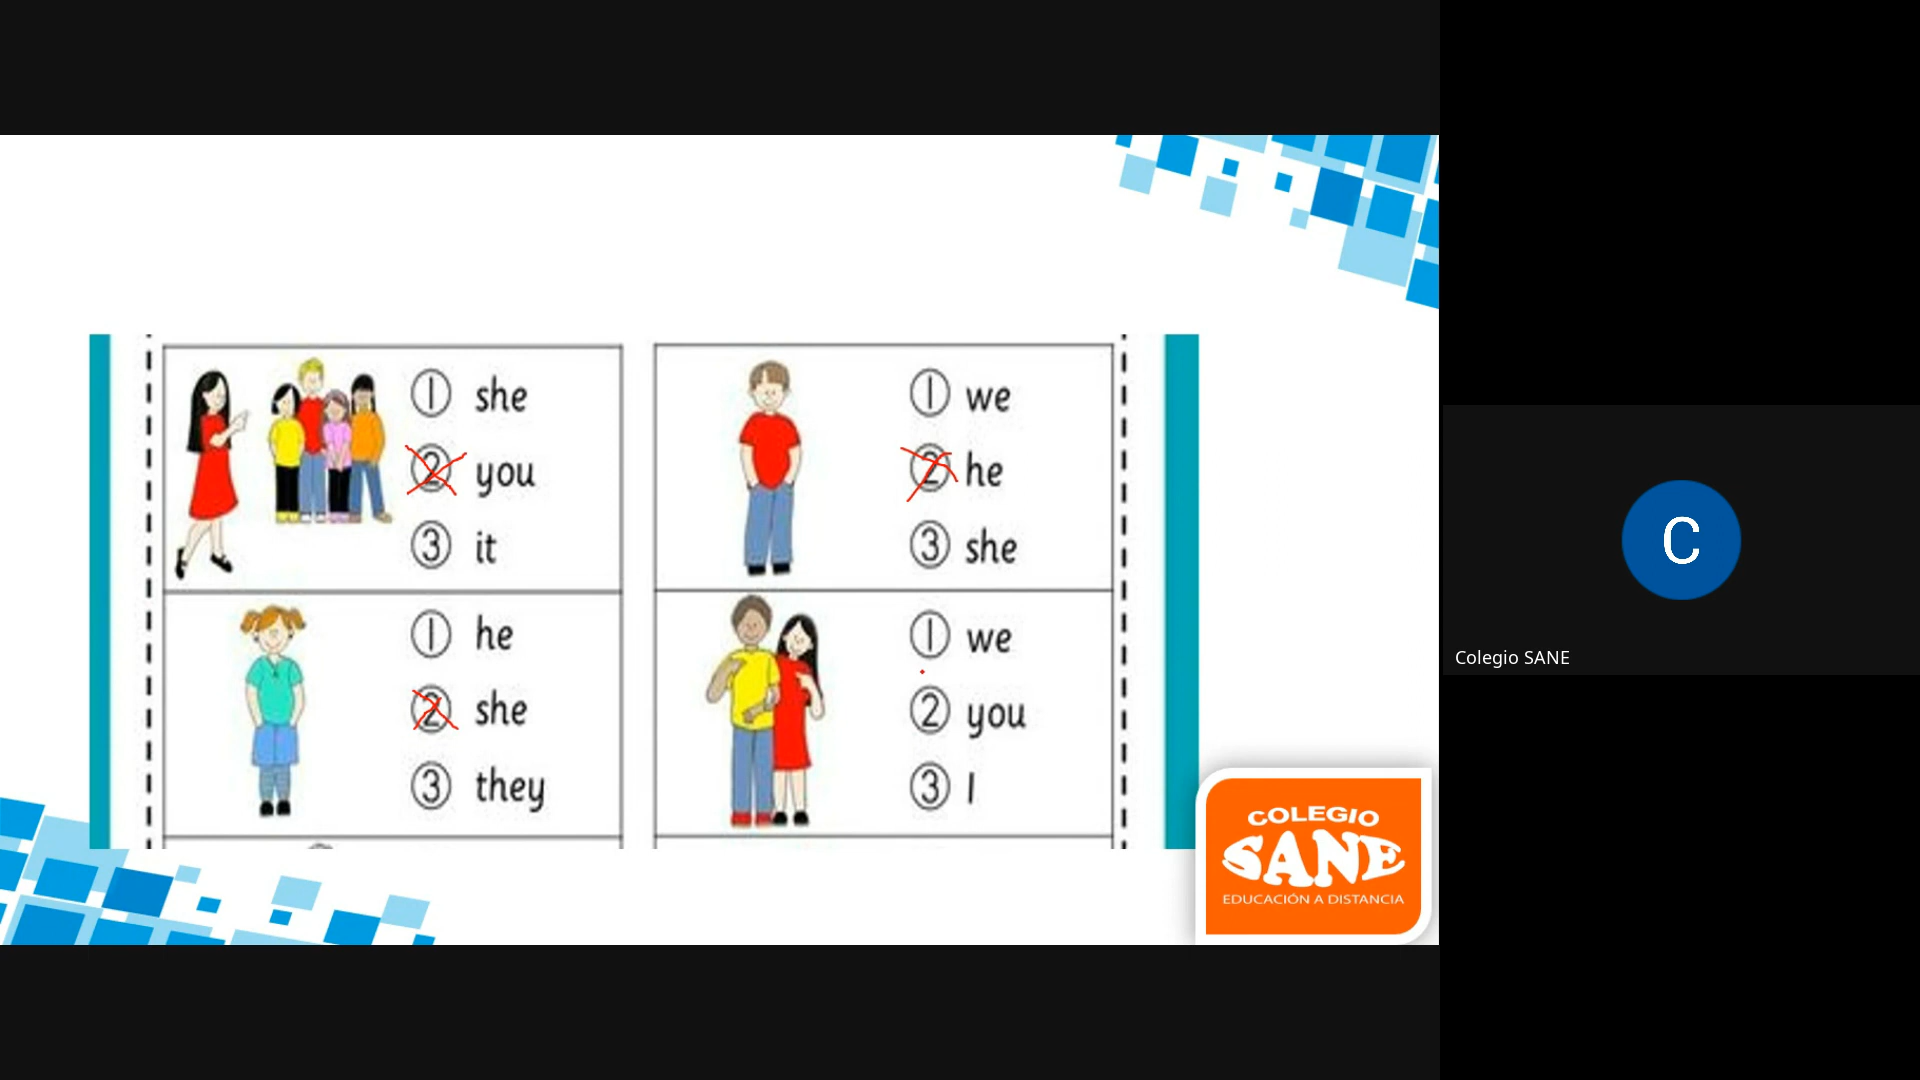 ① she
② you
③ it
① we
② he
③ she
① he
② she
③ they
① we
② you
③ I
COLEGIO
SANE
EDUCACIÓN A DISTANCIA
C
Colegio SANE